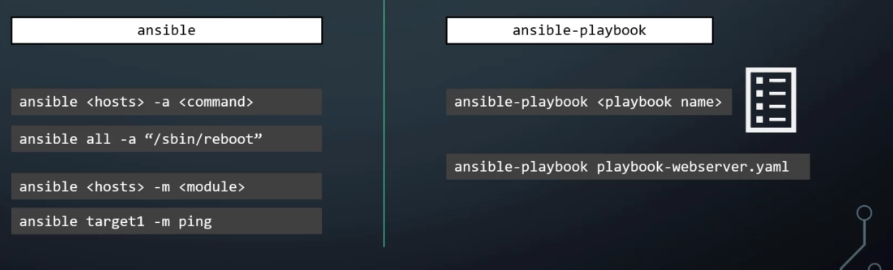 ansible
ansible <hosts> -a <command>
ansible all -a “/sbin/reboot”
ansible <hosts> -m <module>
ansible target1 -m ping
ansible-playbook
ansible-playbook <playbook name>
ansible-playbook playbook-webserver.yaml